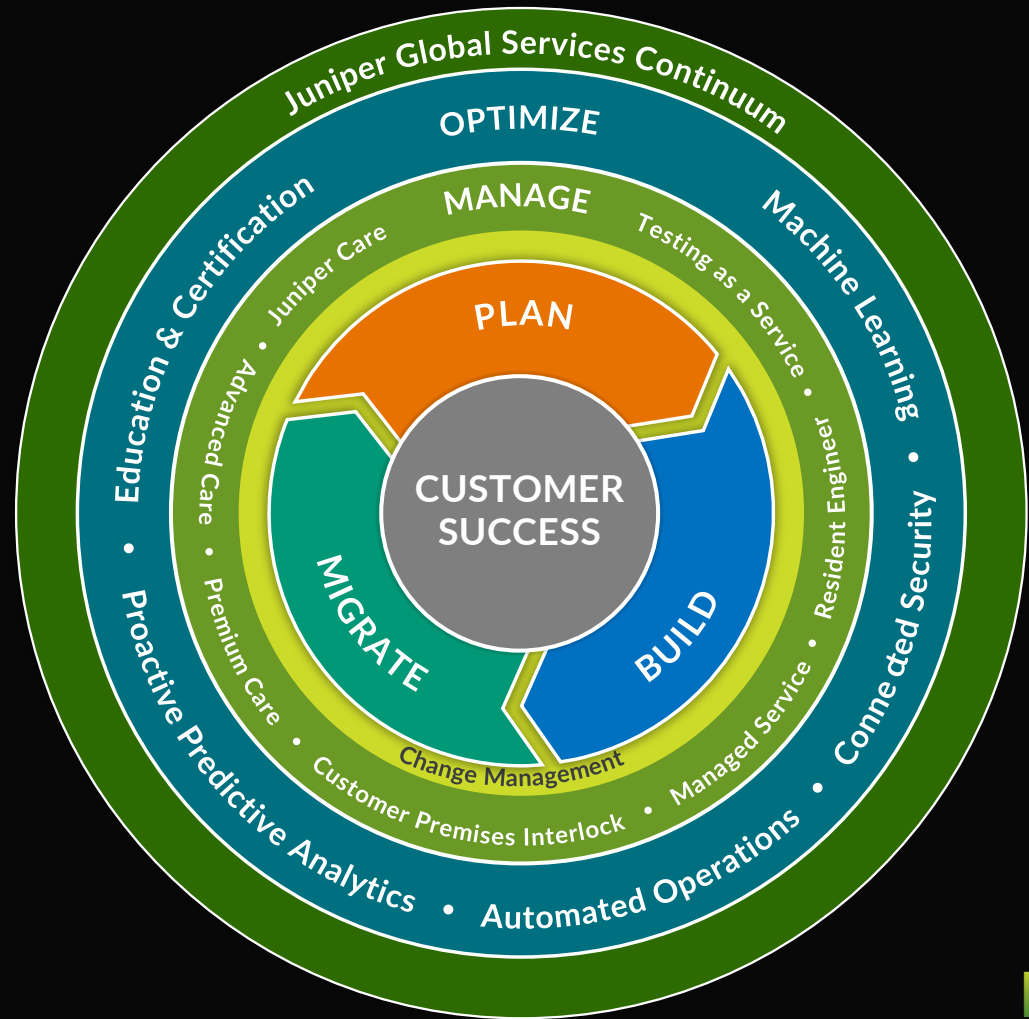 Juniper Global Services Continuum
OPTIMIZE
Machine Learning
•
Connected Security
•
Automated Operations
•
Proactive Predictive Analytics
•
Education & Certification
MANAGE
Testing as a Service
•
Resident Engineer
•
Managed Service
•
Customer Premises Interlock
•
Premium Care
•
Advanced Care
•
Juniper Care
PLAN
BUILD
MIGRATE
Change Management
CUSTOMER
SUCCESS